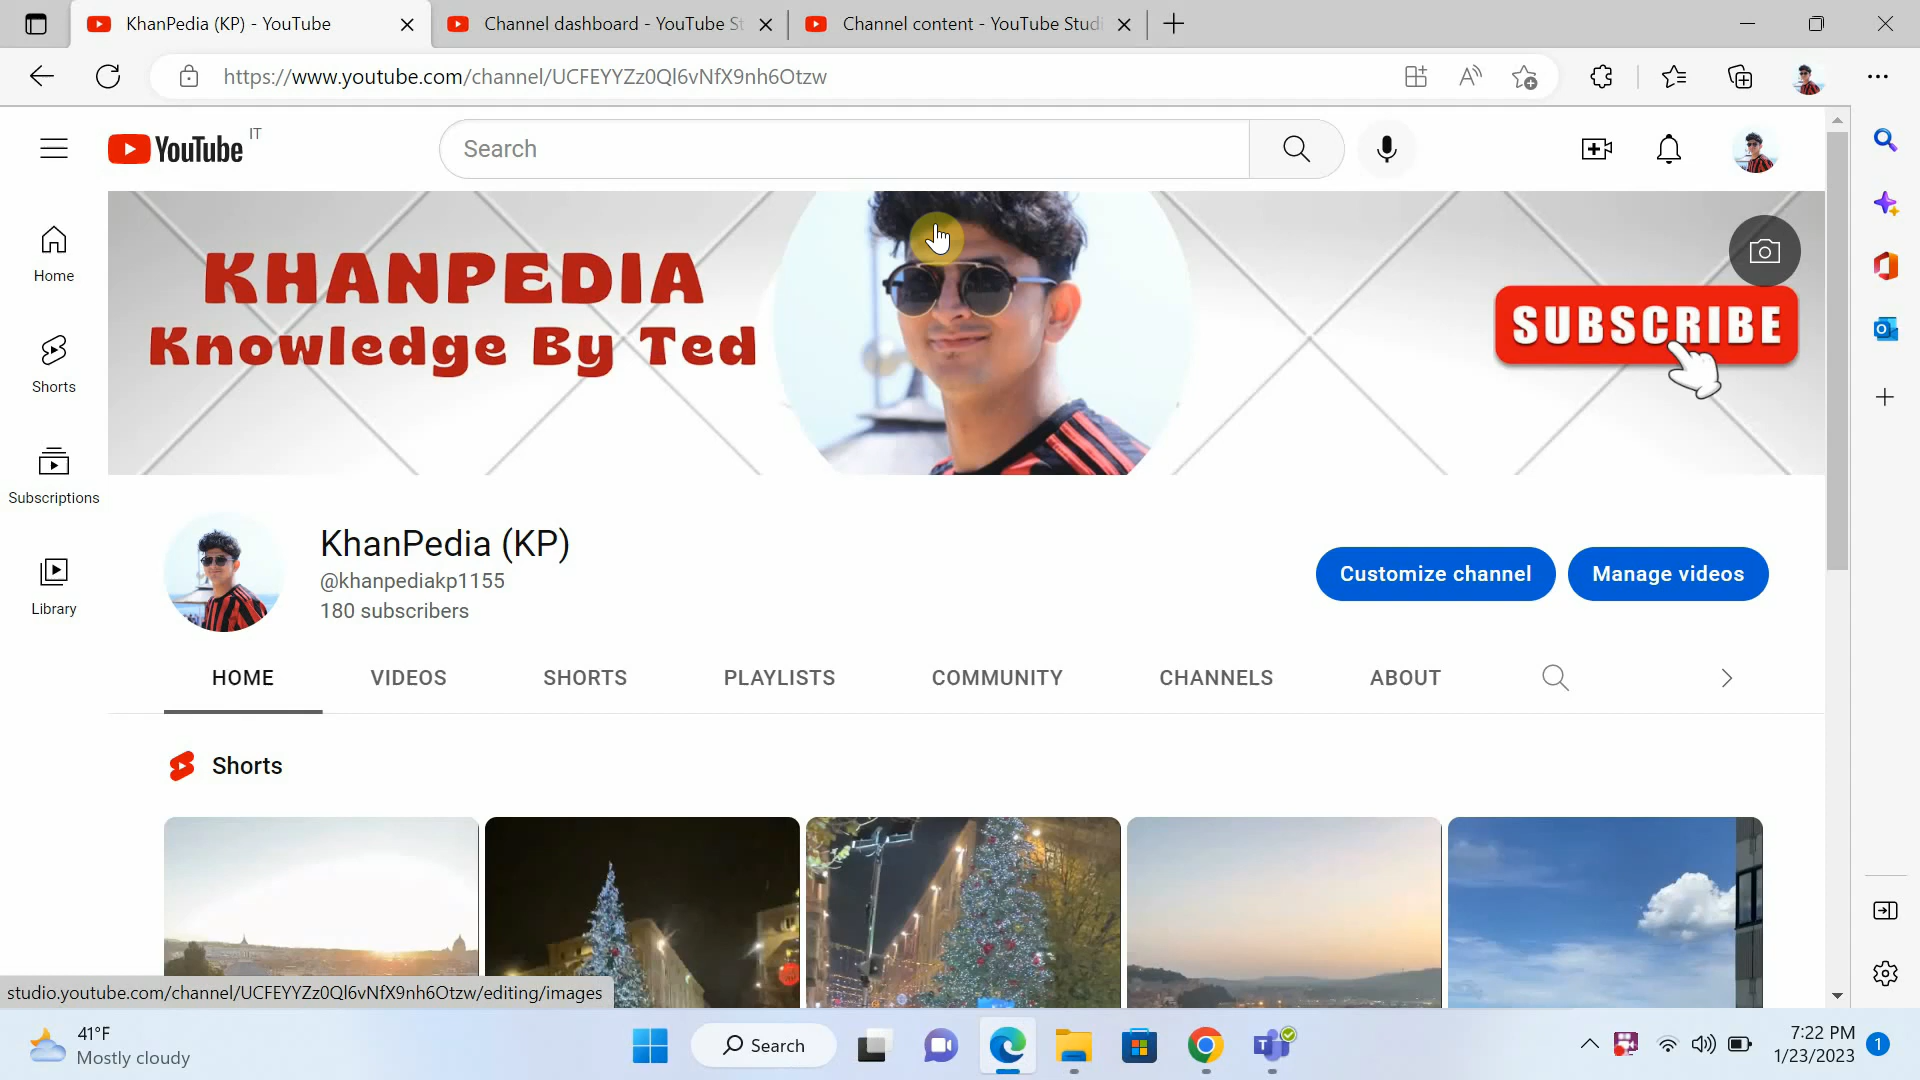 KhanPedia (KP) - YouTube
Channel dashboard - YouTube St
Channel content - YouTube Studi
https://www.youtube.com/channel/UCFEYYZz0Ql6vNfX9nh6Otzw
YouTube IT
Search
Home
Shorts
Subscriptions
Library
KHANPEDIA
Knowledge By Ted
SUBSCRIBE
KhanPedia (KP)
@khanpediakp1155
180 subscribers
Customize channel
Manage videos
HOME VIDEOS SHORTS PLAYLISTS COMMUNITY CHANNELS ABOUT
Shorts
studio.youtube.com/channel/UCFEYYZz0Ql6vNfX9nh6Otzw/editing/images
41°F
Mostly cloudy
Search
7:22 PM
1/23/2023
1